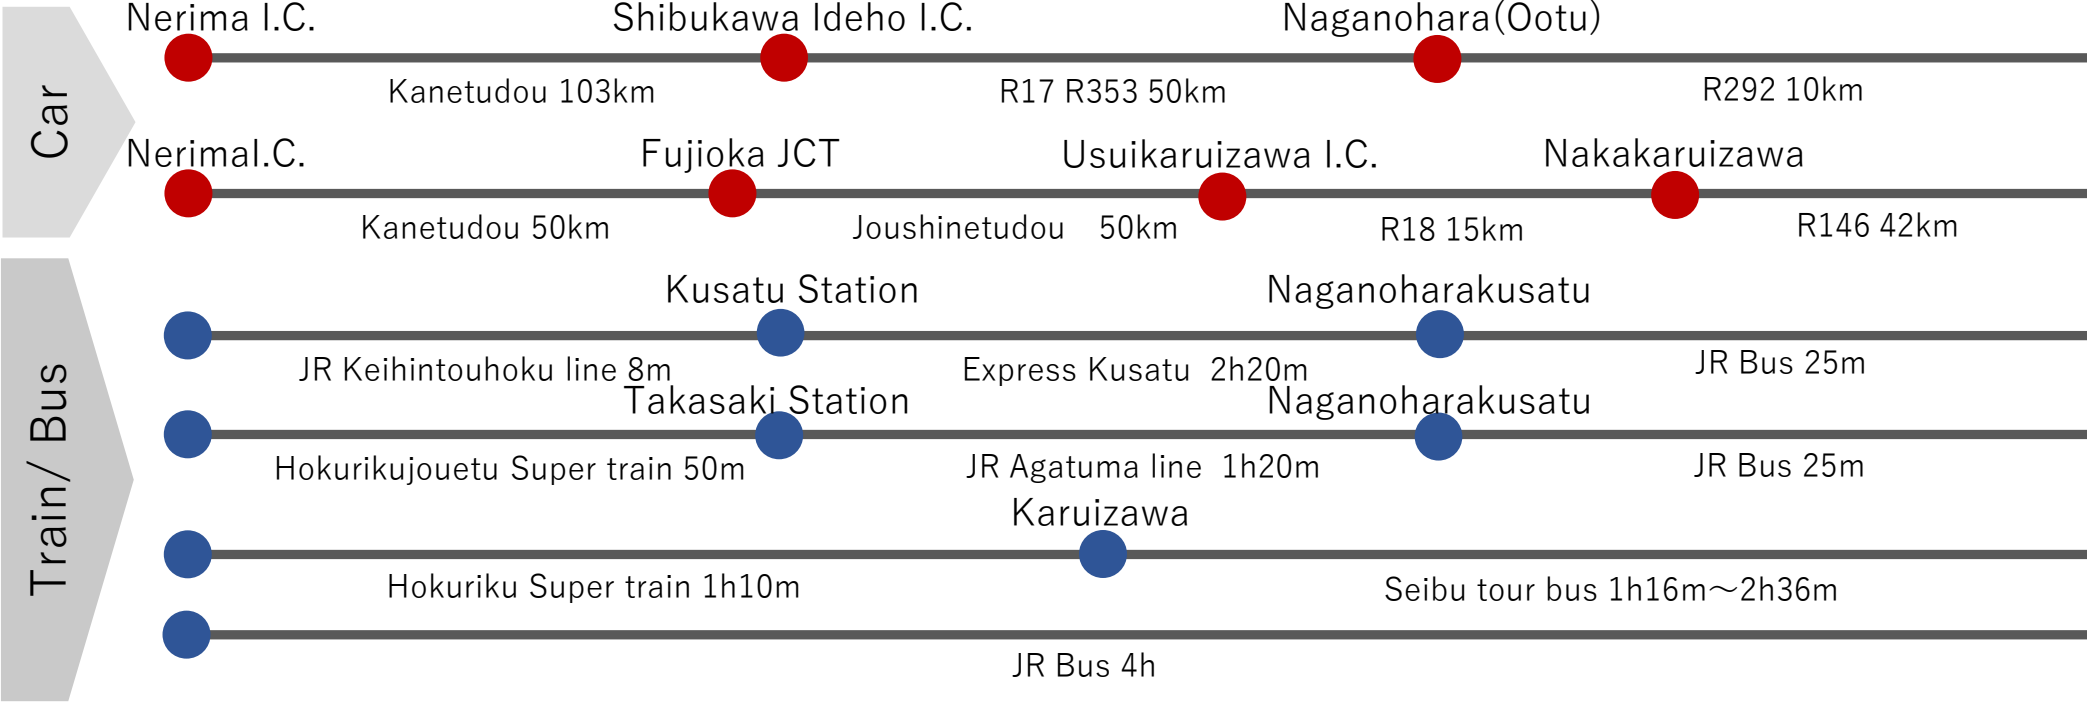 Car
Nerima I.C. Shibukawa Ideho I.C. Naganohara(Ootu)
Kanetudou 103km R17 R353 50km R292 10km
NerimaI.C. Fujioka JCT Usuikaruizawa I.C. Nakakaruizawa
Kanetudou 50km Joushinetudou 50km R18 15km R146 42km
Train/ Bus
Kusatu Station Naganoharakusatu
JR Keihintouhoku line 8m Express Kusatu 2h20m JR Bus 25m
Takasaki Station Naganoharakusatu
Hokurikujouetu Super train 50m JR Agatuma line 1h20m JR Bus 25m
Karuizawa
Hokuriku Super train 1h10m Seibu tour bus 1h16m～2h36m
JR Bus 4h